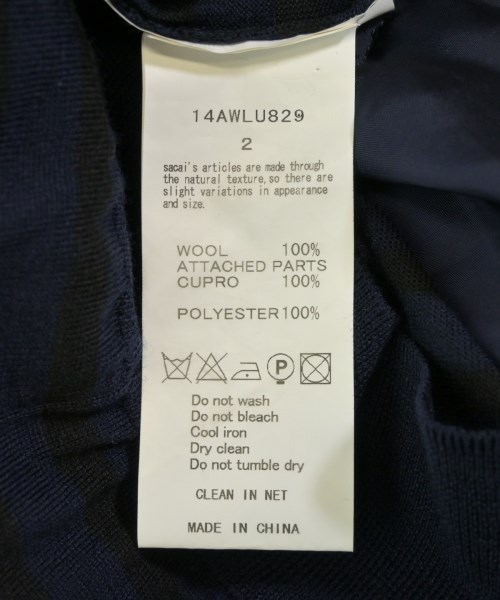 14AWLU829
2
sacai's articles are made through
the natural texture, so there are
slight variations in appearance
and size.
WOOL 100%
ATTACHED PARTS
CUPRO 100%
POLYESTER 100%
P
Do not wash
Do not bleach
Cool iron
Dry clean
Do not tumble dry
CLEAN IN NET
MADE IN CHINA